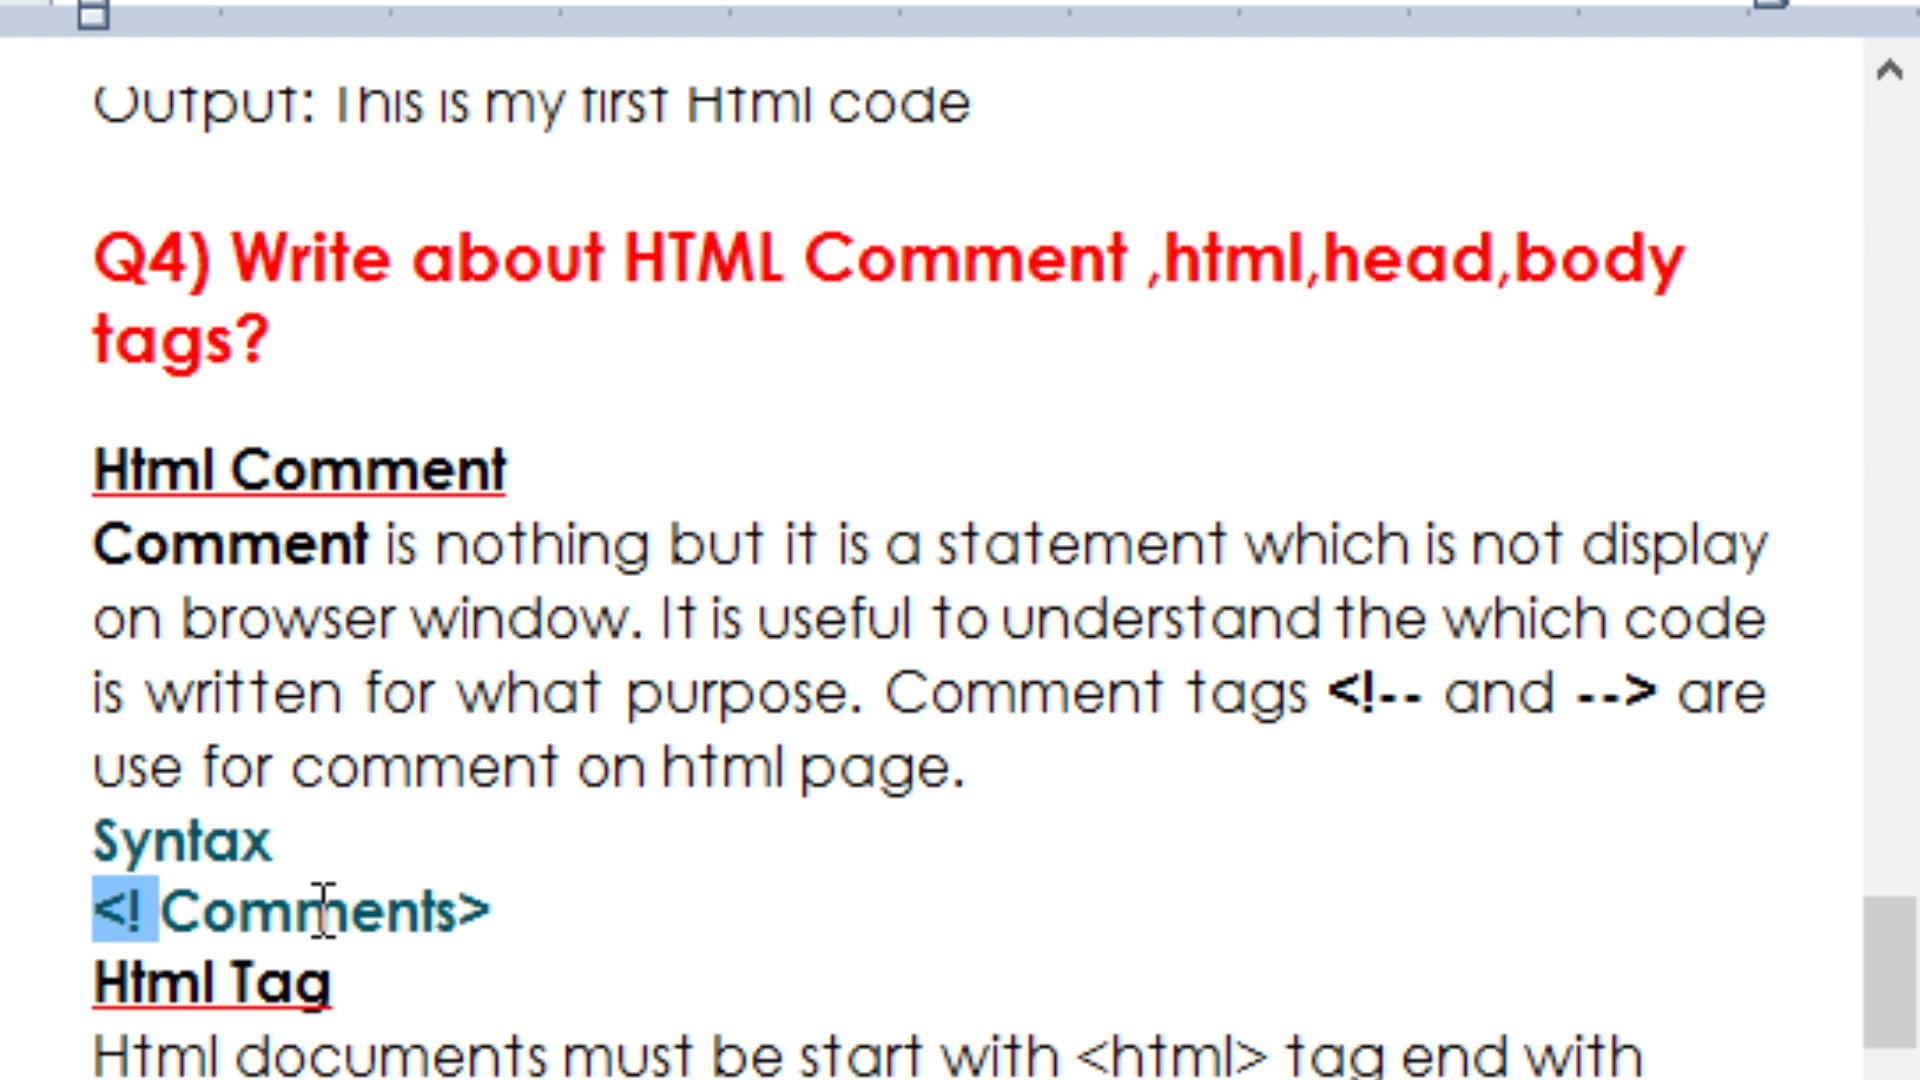 Output: This is my first Html code
Q4) Write about HTML Comment ,html,head,body
tags?
Html Comment
Comment is nothing but it is a statement which is not display
on browser window. It is useful to understand the which code
is written for what purpose. Comment tags <!-- and --> are
use for comment on html page.
Syntax
<! Comments>
Html Tag
Html documents must be start with <html> tag end with